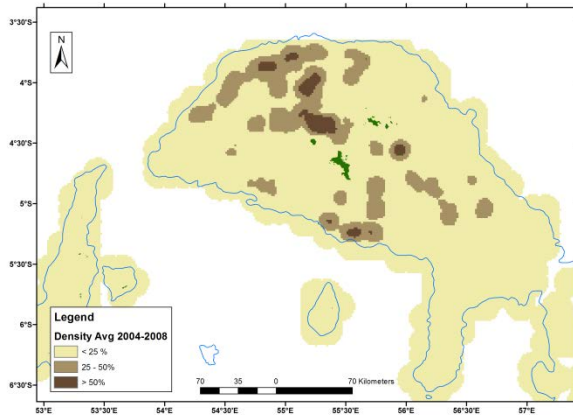 3°30'S
N
4°S
4°30'S
5°S
5°30'S
6°S
6°30'S
Legend
Density Avg 2004-2008
< 25 %
25 - 50%
> 50%
70 35 0 70 Kilometers
53°E 53°30'E 54°E 54°30'E 55°E 55°30'E 56°E 56°30'E 57°E